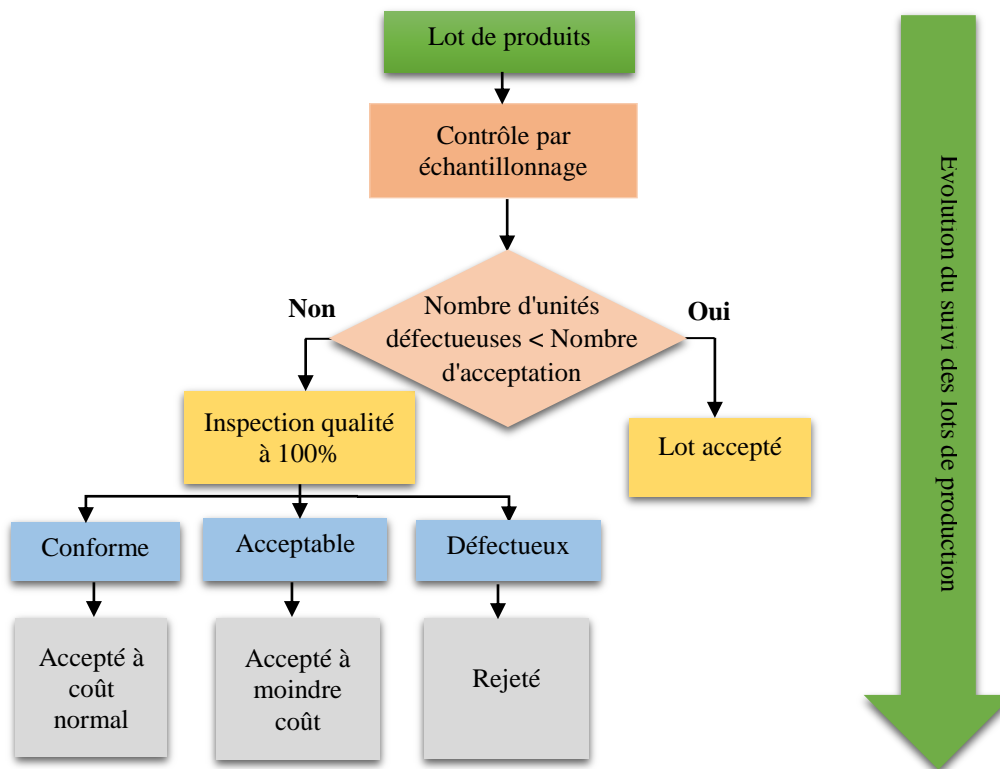 Lot de produits
Contrôle par
échantillonnage
Non
Nombre d'unités
défectueuses < Nombre
d'acceptation
Oui
Inspection qualité
à 100%
Lot accepté
Conforme
Acceptable
Défectueux
Accepté à
coût
normal
Accepté à
moindre
coût
Rejeté
Evolution du suivi des lots de production